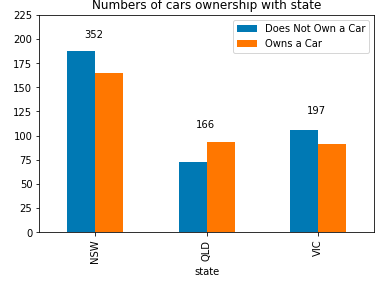 Numbers of cars ownership with state
Does Not Own a Car
Owns a Car
225
200
175
150
125
100
75
50
25
0
352
166
197
NSW
QLD
VIC
state